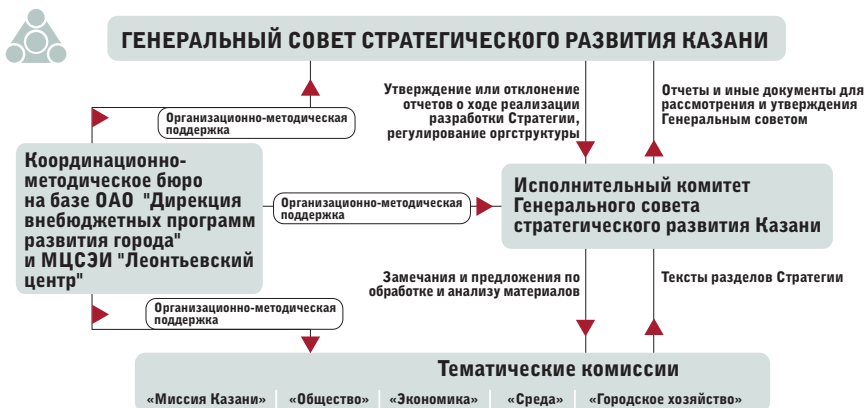 ГЕНЕРАЛЬНЫЙ СОВЕТ СТРАТЕГИЧЕСКОГО РАЗВИТИЯ КАЗАНИ
Организационно-методическая
поддержка
Утверждение или отклонение
отчетов о ходе реализации
разработки Стратегии,
регулирование оргструктуры
Отчеты и иные документы для
рассмотрения и утверждения
Генеральным советом
Координационно-
методическое бюро
на базе ОАО "Дирекция
внебюджетных программ
развития города"
и МЦСЭИ "Леонтьевский
центр"
Организационно-методическая
поддержка
Исполнительный комитет
Генерального совета
стратегического развития Казани
Замечания и предложения по
обработке и анализу материалов
Тексты разделов Стратегии
Организационно-методическая
поддержка
Тематические комиссии
«Миссия Казани» «Общество» «Экономика» «Среда» «Городское хозяйство»